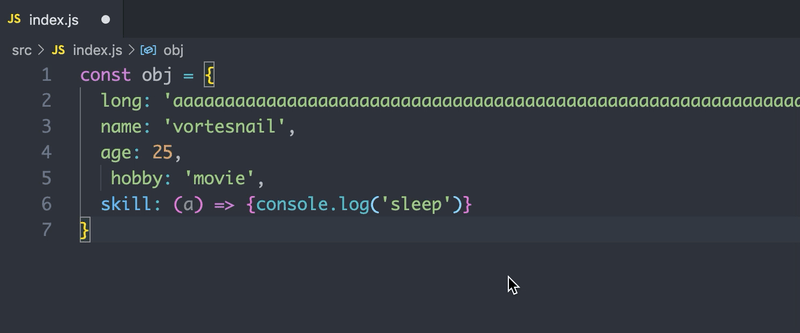 JS index.js
src > JS index.js > obj
1 const obj = {
2 long: 'aaaaaaaaaaaaaaaaaaaaaaaaaaaaaaaaaaaaaaaaaaaaaaaaaaaaaaaaaaaaa
3 name: 'vortesnail',
4 age: 25,
5 hobby: 'movie',
6 skill: (a) => {console.log('sleep')}
7 }